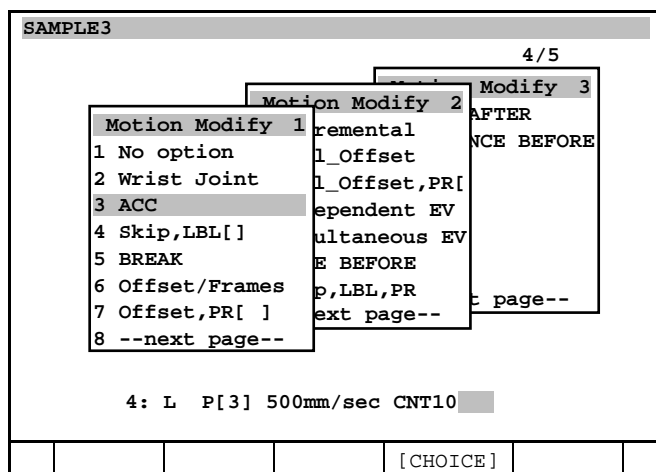 SAMPLE3
4/5
Modify 3
AFTER
NCE BEFORE
t page--
Motion Modify 2
remental
l_Offset
l_Offset,PR[
ependent EV
ultaneous EV
E BEFORE
p,LBL,PR
ext page--
Motion Modify 1
1 No option
2 Wrist Joint
3 ACC
4 Skip,LBL[]
5 BREAK
6 Offset/Frames
7 Offset,PR[ ]
8 --next page--
4: L P[3] 500mm/sec CNT10
[CHOICE]